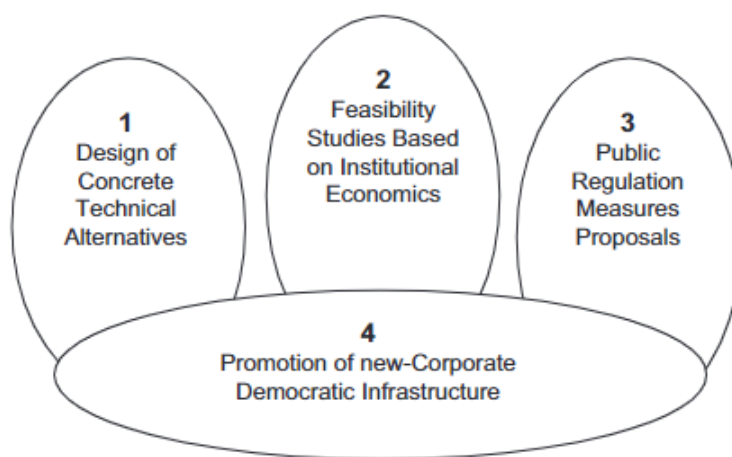 1
Design of
Concrete
Technical
Alternatives
2
Feasibility
Studies Based
on Institutional
Economics
3
Public
Regulation
Measures
Proposals
4
Promotion of new-Corporate
Democratic Infrastructure